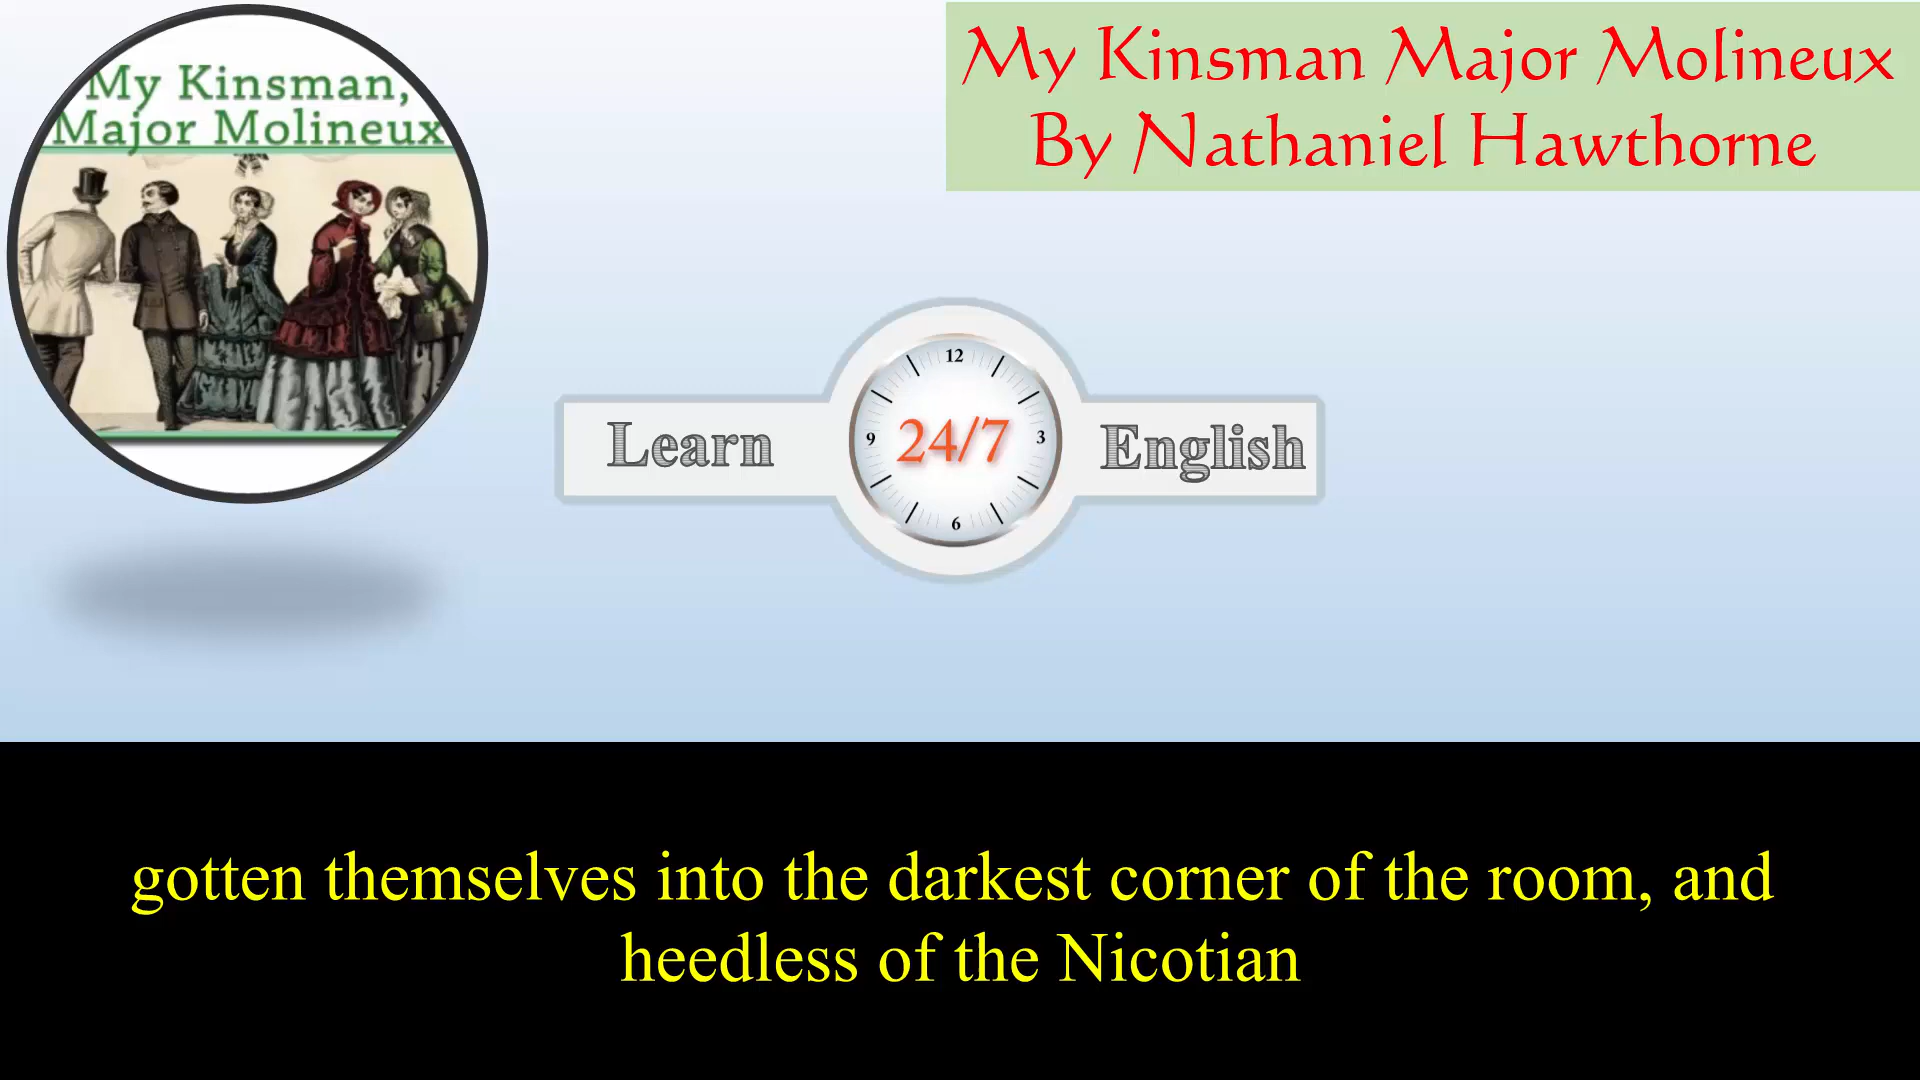 My Kinsman,
Major Molineux
My Kinsman Major Molineux
By Nathaniel Hawthorne
12
9
3
6
Learn 24/7 English
gotten themselves into the darkest corner of the room, and
heedless of the Nicotian